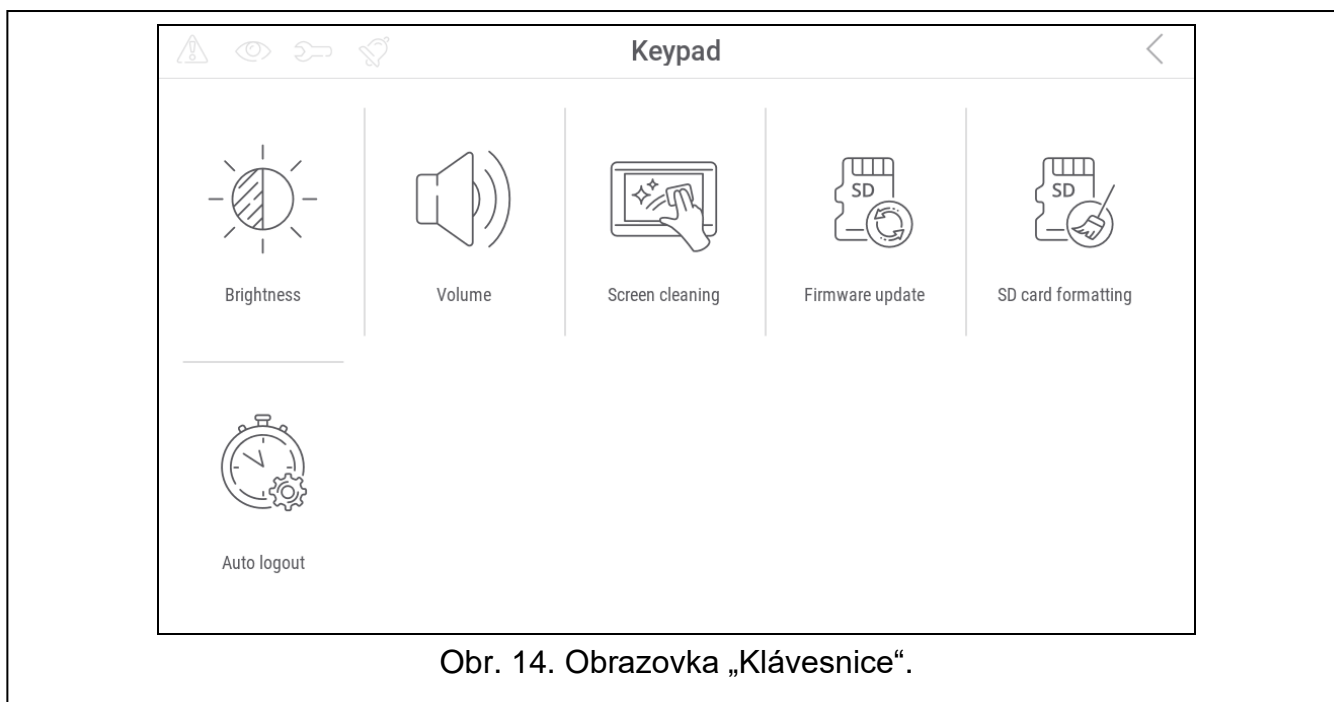 Keypad
Brightness
Volume
Screen cleaning
SD
Firmware update
SD
SD card formatting
Auto logout
Obr. 14. Obrazovka „Klávesnice“.